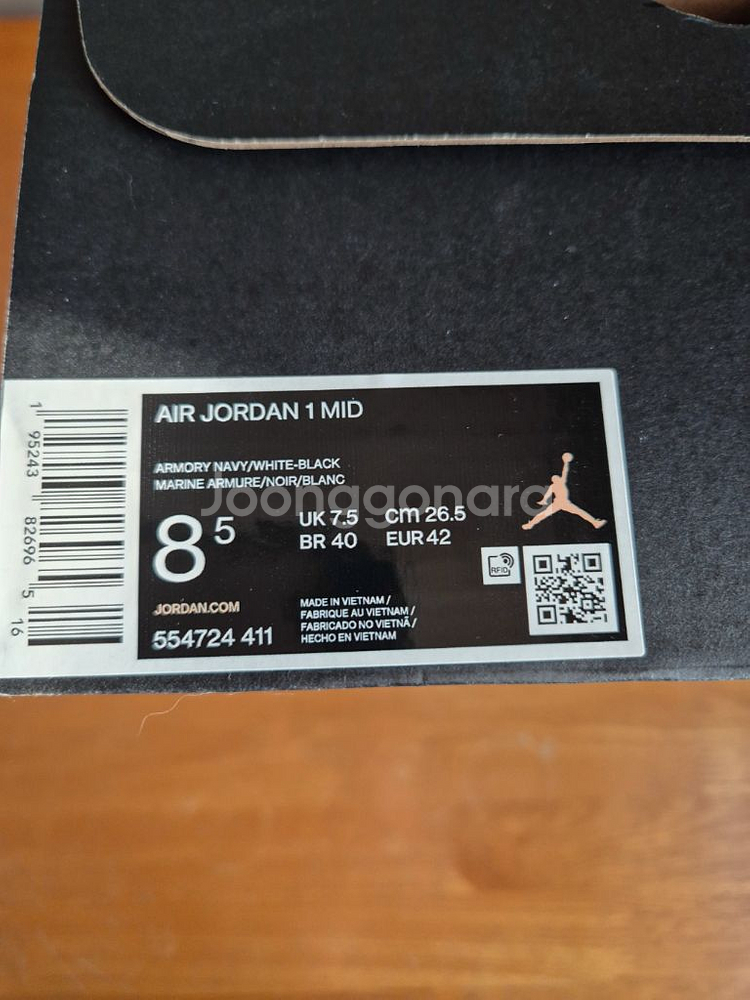 AIR JORDAN 1 MID
ARMORY NAVY/WHITE-BLACK
MARINE ARMURE/NOIR/BLANC
Joonggonara
8 5
UK 7.5 cm 26.5
BR 40 EUR 42
RFID
JORDAN.COM
554724 411
MADE IN VIETNAM /
FABRIQUE AU VIETNAM /
FABRICADO NO VIETNÃ /
HECHO EN VIETNAM
1 95243 82696 5 16